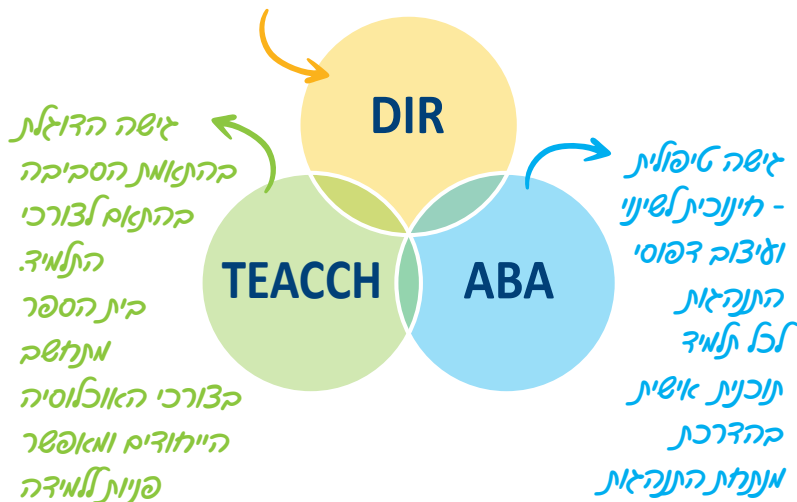 DIR
TEACCH
ABA
גישה טיפולית
- חינוכית לשינוי
ועיצוב דפוסי
התנהגות
לכל תלמיד
תוכנית אישית
בהדרכת
מנתחת התנהגות
גישה הדוגלת
בהתאמת הסביבה
בהתאם לצורכי
התלמיד.
בית הספר
מתחשב
בצורכי האוכלוסיה
הייחודים ומאפשר
פניות ללמידה